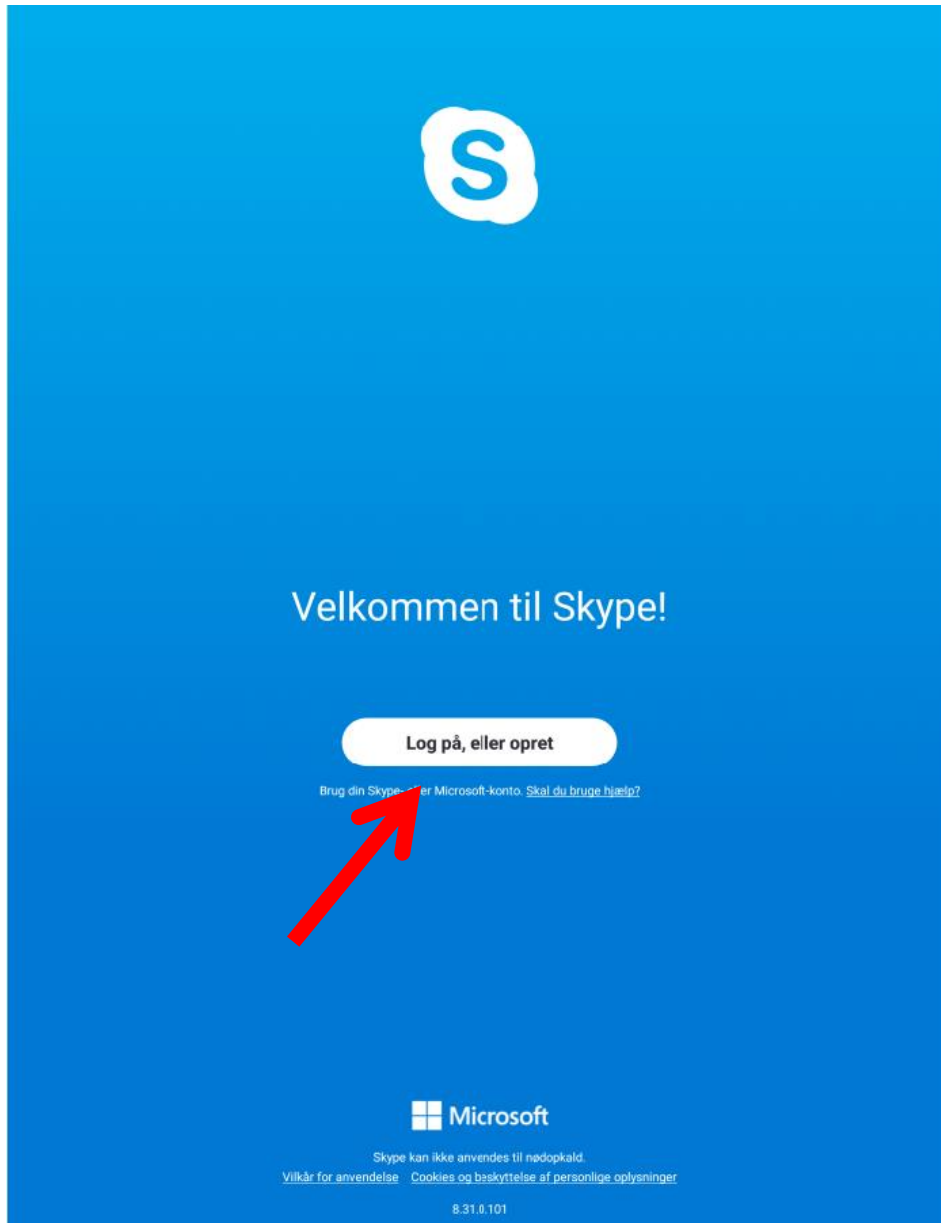 S
Velkommen til Skype!
Log på, eller opret
Brug din Skype- eller Microsoft-konto. Skal du bruge hjælp?
Microsoft
Skype kan ikke anvendes til nødopkald.
Vilkår for anvendelse Cookies og beskyttelse af personlige oplysninger
8.31.0.101